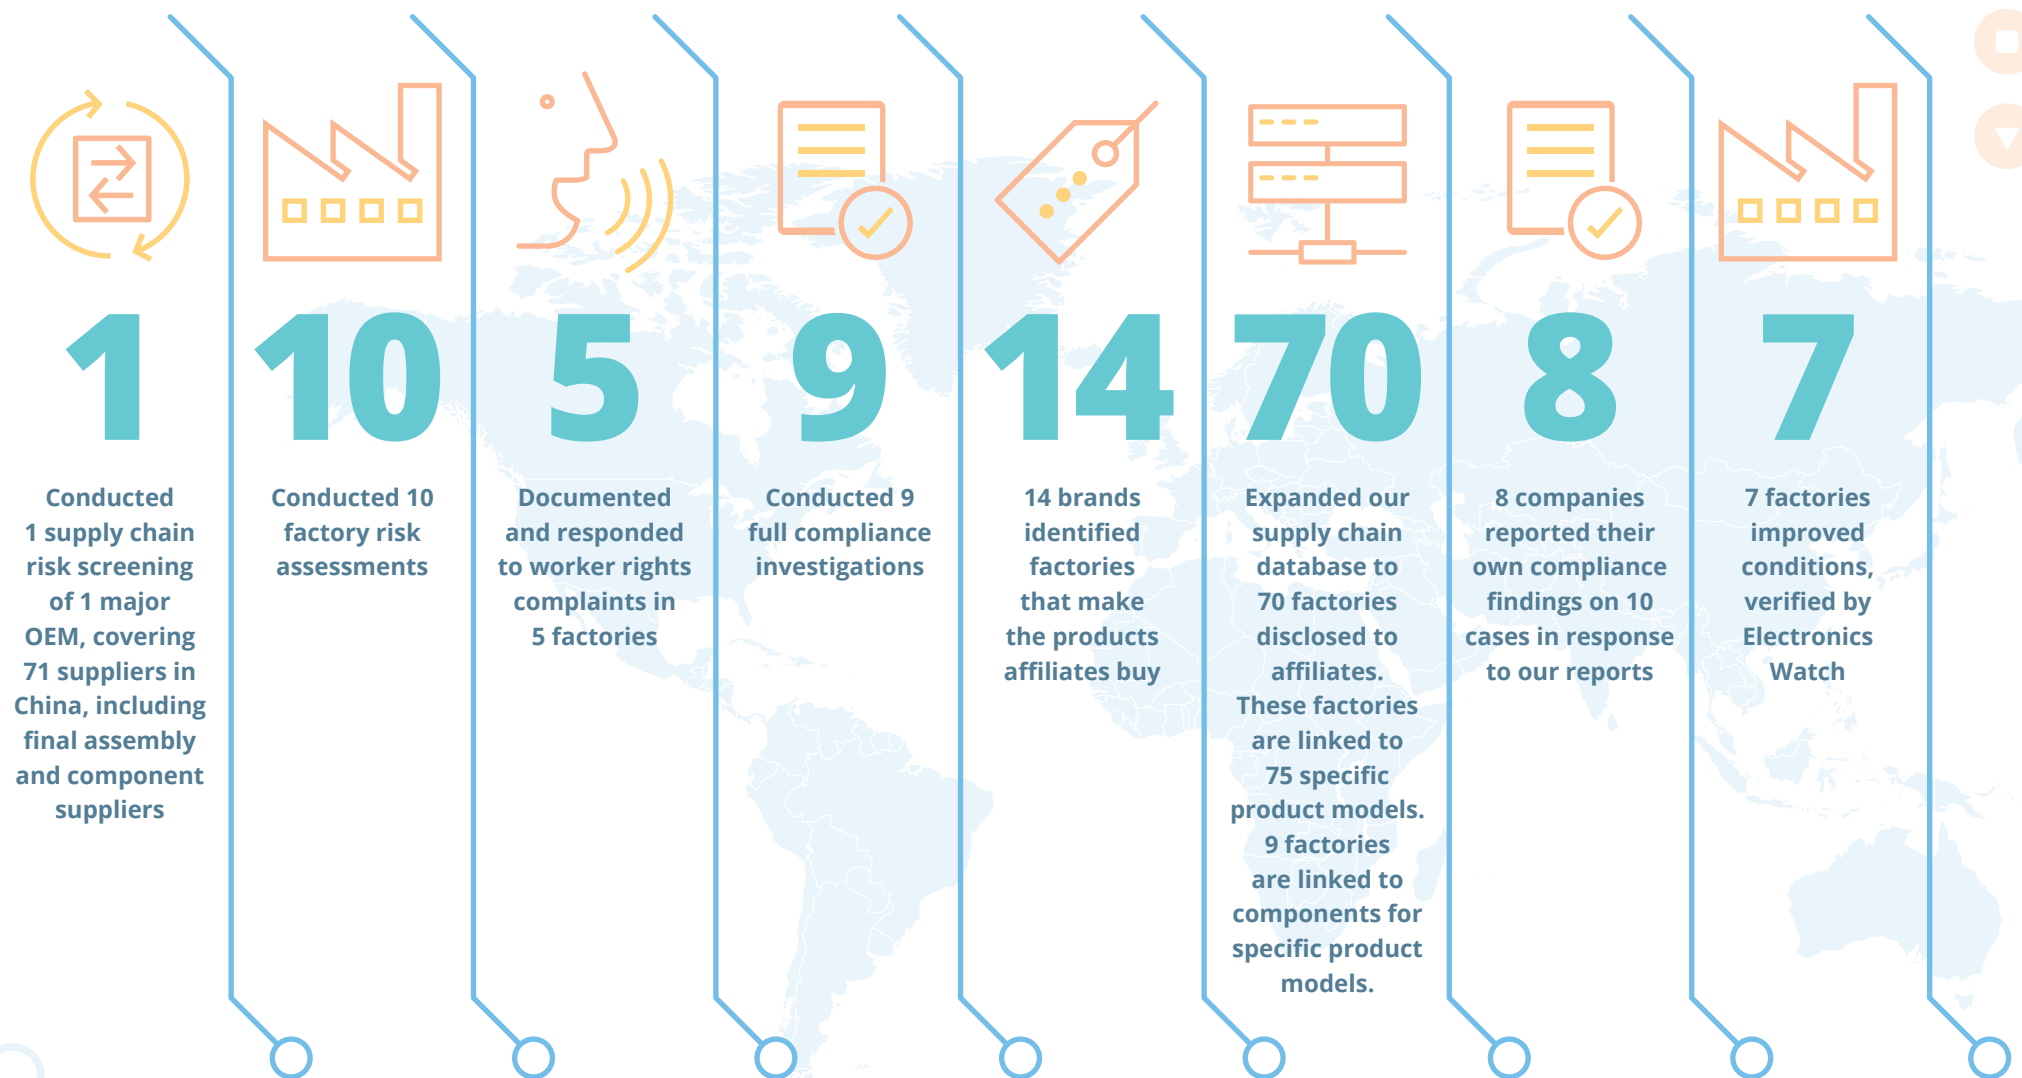 1
Conducted
1 supply chain
risk screening
of 1 major
OEM, covering
71 suppliers in
China, including
final assembly
and component
suppliers
10
Conducted 10
factory risk
assessments
5
Documented
and responded
to worker rights
complaints in
5 factories
9
Conducted 9
full compliance
investigations
14
14 brands
identified
factories
that make
the products
affiliates buy
70
Expanded our
supply chain
database to
70 factories
disclosed to
affiliates.
These factories
are linked to
75 specific
product models.
9 factories
are linked to
components for
specific product
models.
8
8 companies
reported their
own compliance
findings on 10
cases in response
to our reports
7
7 factories
improved
conditions,
verified by
Electronics
Watch